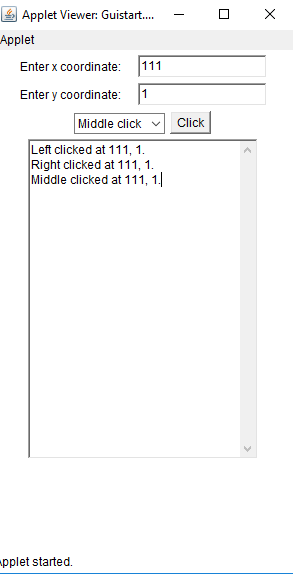 Applet Viewer: Guistart....
Applet
Enter x coordinate: 111
Enter y coordinate: 1
Middle click Click
Left clicked at 111, 1.
Right clicked at 111, 1.
Middle clicked at 111, 1.
Applet started.